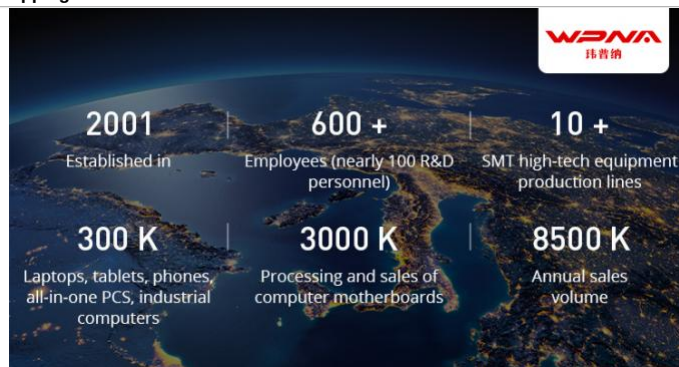 WPNA
玮普纳
2001
Established in
600 +
Employees (nearly 100 R&D
personnel)
10 +
SMT high-tech equipment
production lines
300 K
Laptops, tablets, phones,
all-in-one PCS, industrial
computers
3000 K
Processing and sales of
computer motherboards
8500 K
Annual sales
volume